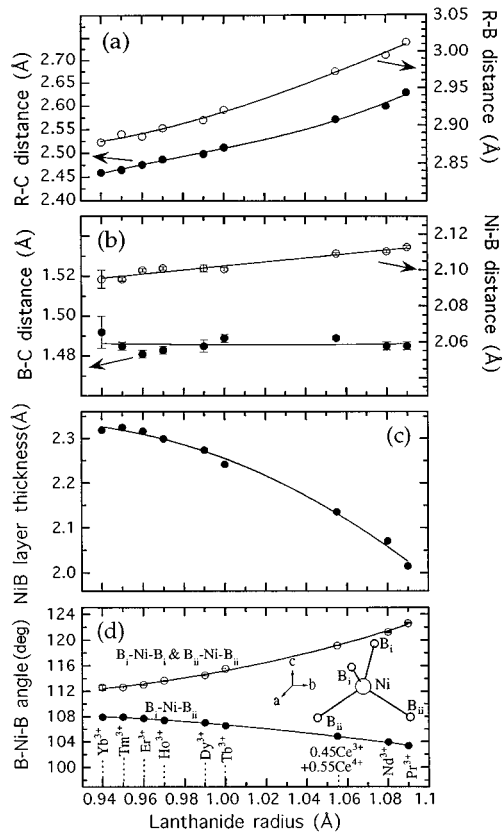 (a)
R-C distance (Å)
2.70
2.65
2.60
2.55
2.50
2.45
2.40
3.05
3.00
2.95
2.90
2.85
R-B distance (Å)
(b)
B-C distance (Å)
1.52
1.50
1.48
2.12
2.10
2.08
2.06
Ni-B distance (Å)
(c)
NiB layer thickness(Å)
2.3
2.2
2.1
2.0
(d)
B-Ni-B angle(deg)
124
120
116
112
108
104
100
Bi-Ni-Bi & Bii-Ni-Bii
Bi-Ni-Bii
c
b
a
Bi
Bi
Ni
Bii
Bii
Yb3+
Tm3+
Er3+
Ho3+
Dy3+
Tb3+
0.45Ce3+
+0.55Ce4+
Nd3+
Pr3+
0.94 0.96 0.98 1.00 1.02 1.04 1.06 1.08 1.1
Lanthanide radius (Å)